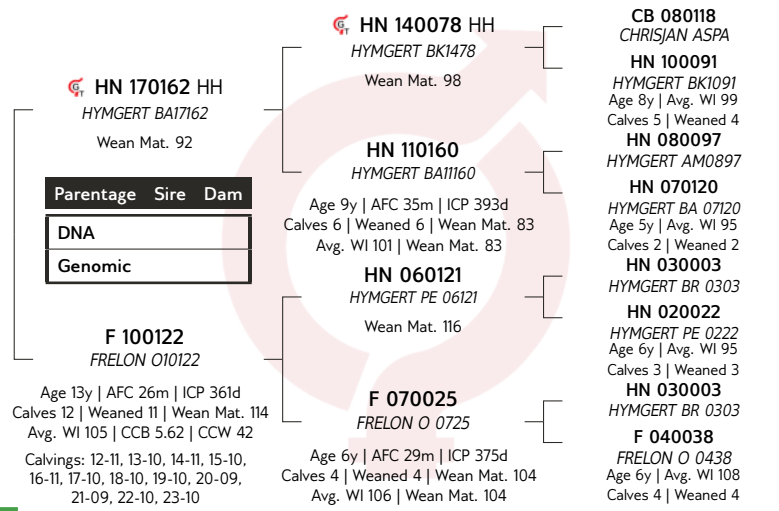 HN 170162 HH
HYMGERT BA17162
Wean Mat. 92
Parentage Sire Dam
DNA
Genomic
F 100122
FRELON O10122
Age 13y | AFC 26m | ICP 361d
Calves 12 | Weaned 11 | Wean Mat. 114
Avg. WI 105 | CCB 5.62 | CCW 42
Calvings: 12-11, 13-10, 14-11, 15-10,
16-11, 17-10, 18-10, 19-10, 20-09,
21-09, 22-10, 23-10
HN 140078 HH
HYMGERT BK1478
Wean Mat. 98
HN 110160
HYMGERT BA11160
Age 9y | AFC 35m | ICP 393d
Calves 6 | Weaned 6 | Wean Mat. 83
Avg. WI 101 | Wean Mat. 83
HN 060121
HYMGERT PE 06121
Wean Mat. 116
F 070025
FRELON O 0725
Age 6y | AFC 29m | ICP 375d
Calves 4 | Weaned 4 | Wean Mat. 104
Avg. WI 106 | Wean Mat. 104
CB 080118
CHRISJAN ASPA
HN 100091
HYMGERT BK1091
Age 8y | Avg. WI 99
Calves 5 | Weaned 4
HN 080097
HYMGERT AM0897
HN 070120
HYMGERT BA 07120
Age 5y | Avg. WI 95
Calves 2 | Weaned 2
HN 030003
HYMGERT BR 0303
HN 020022
HYMGERT PE 0222
Age 6y | Avg. WI 95
Calves 3 | Weaned 3
HN 030003
HYMGERT BR 0303
F 040038
FRELON O 0438
Age 6y | Avg. WI 108
Calves 4 | Weaned 4